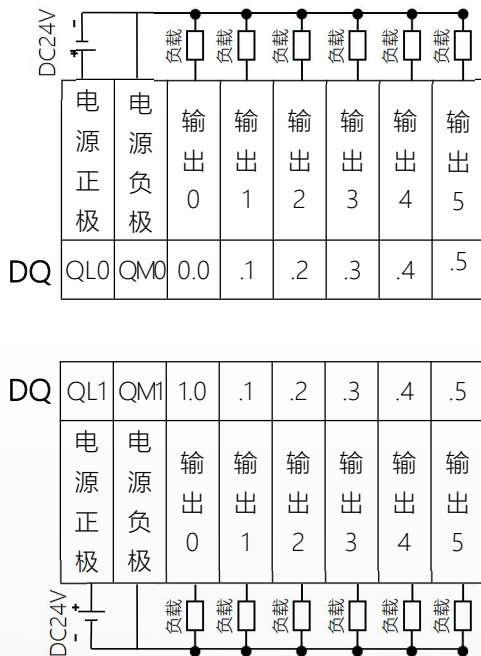 DC24V - +
负载 负载 负载 负载 负载 负载
电源正极 电源负极 输出0 输出1 输出2 输出3 输出4 输出5
DQ QL0 QM0 0.0 .1 .2 .3 .4 .5
DQ QL1 QM1 1.0 .1 .2 .3 .4 .5
电源正极 电源负极 输出0 输出1 输出2 输出3 输出4 输出5
DC24V + -
负载 负载 负载 负载 负载 负载